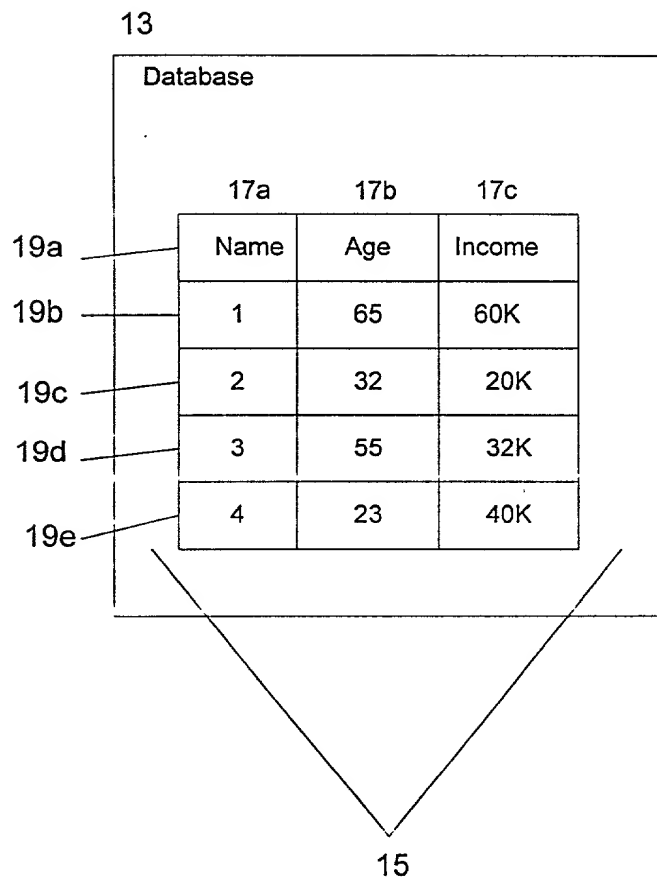 13
Database
17a 17b 17c
19a Name Age Income
19b 1 65 60K
19c 2 32 20K
19d 3 55 32K
19e 4 23 40K
15